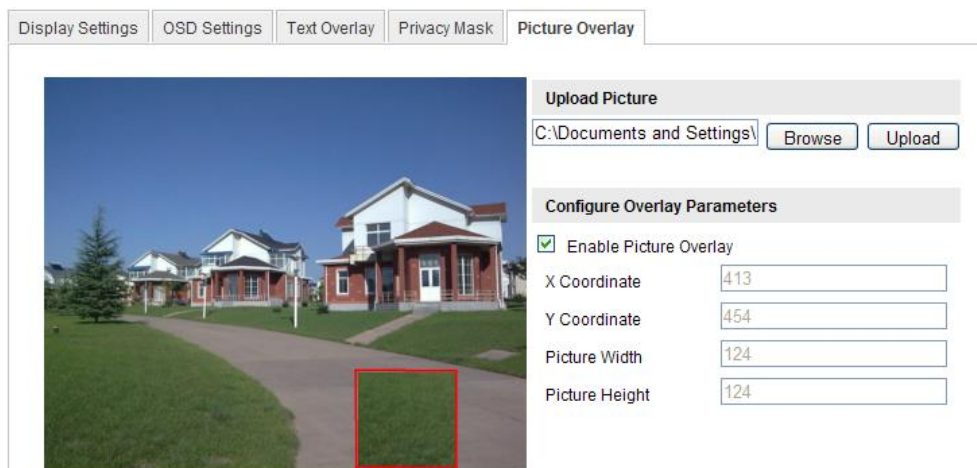 Display Settings OSD Settings Text Overlay Privacy Mask Picture Overlay
Upload Picture
C:\Documents and Settings\ Browse Upload
Configure Overlay Parameters
Enable Picture Overlay
X Coordinate 413
Y Coordinate 454
Picture Width 124
Picture Height 124